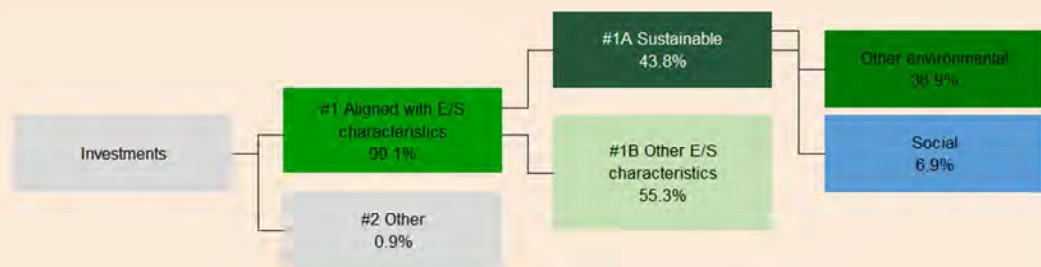 #1A Sustainable
43.8%
Other environmental
36.9%
#1 Aligned with E/S
characteristics
99.1%
Investments
Social
6.9%
#1B Other E/S
characteristics
55.3%
#2 Other
0.9%